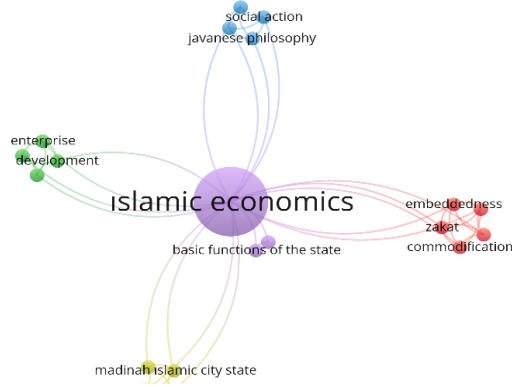 social action
javanese philosophy
enterprise
development
ıslamic economics
embeddedness
zakat
commodification
basic functions of the state
madinah islamic city state